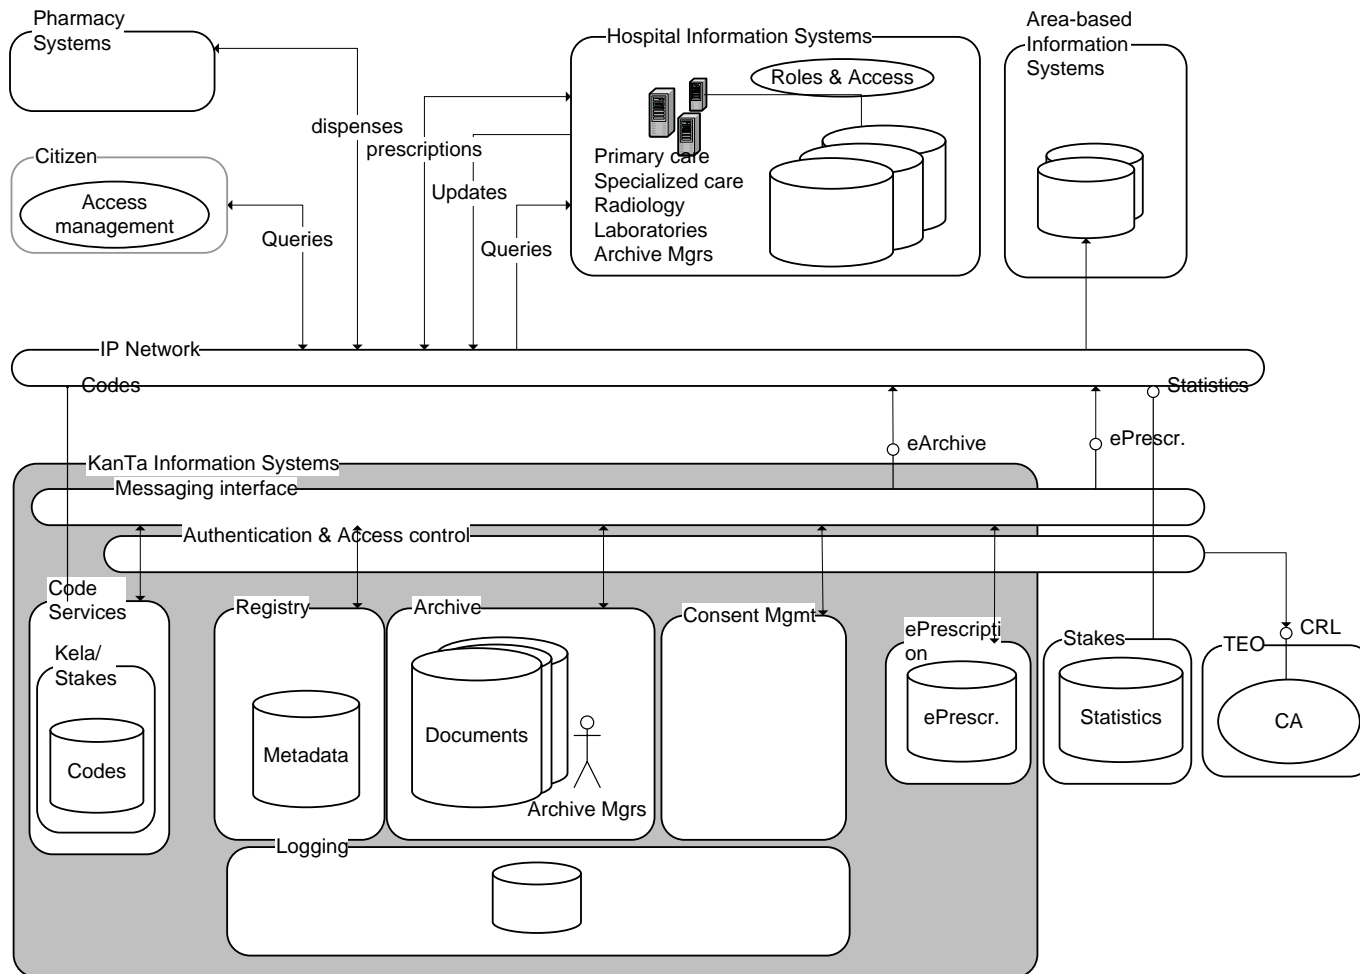 Pharmacy
Systems
Hospital Information Systems
Area-based
Information
Systems
Roles & Access
dispenses
prescriptions
Updates
Queries
Primary care
Specialized care
Radiology
Laboratories
Archive Mgrs
Citizen
Access
management
Queries
IP Network
Codes
Statistics
eArchive
ePrescr.
KanTa Information Systems
Messaging interface
Authentication & Access control
Code
Services
Kela/
Stakes
Codes
Registry
Metadata
Archive
Documents
Archive Mgrs
Consent Mgmt
ePrescripti
on
ePrescr.
Stakes
Statistics
CRL
TEO
CA
Logging